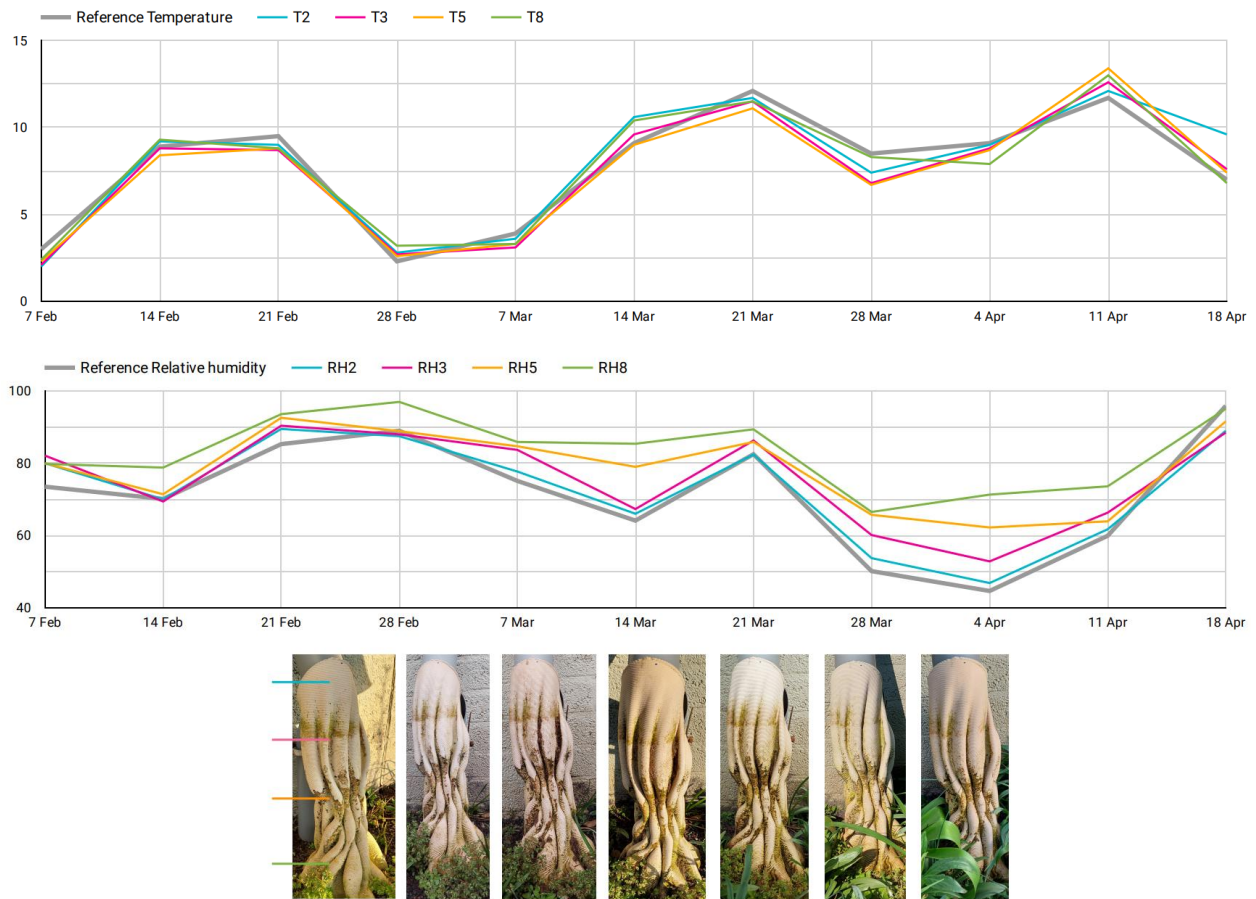 Reference Temperature T2 T3 T5 T8
15
10
5
0
7 Feb 14 Feb 21 Feb 28 Feb 7 Mar 14 Mar 21 Mar 28 Mar 4 Apr 11 Apr 18 Apr
Reference Relative humidity RH2 RH3 RH5 RH8
100
80
60
40
7 Feb 14 Feb 21 Feb 28 Feb 7 Mar 14 Mar 21 Mar 28 Mar 4 Apr 11 Apr 18 Apr